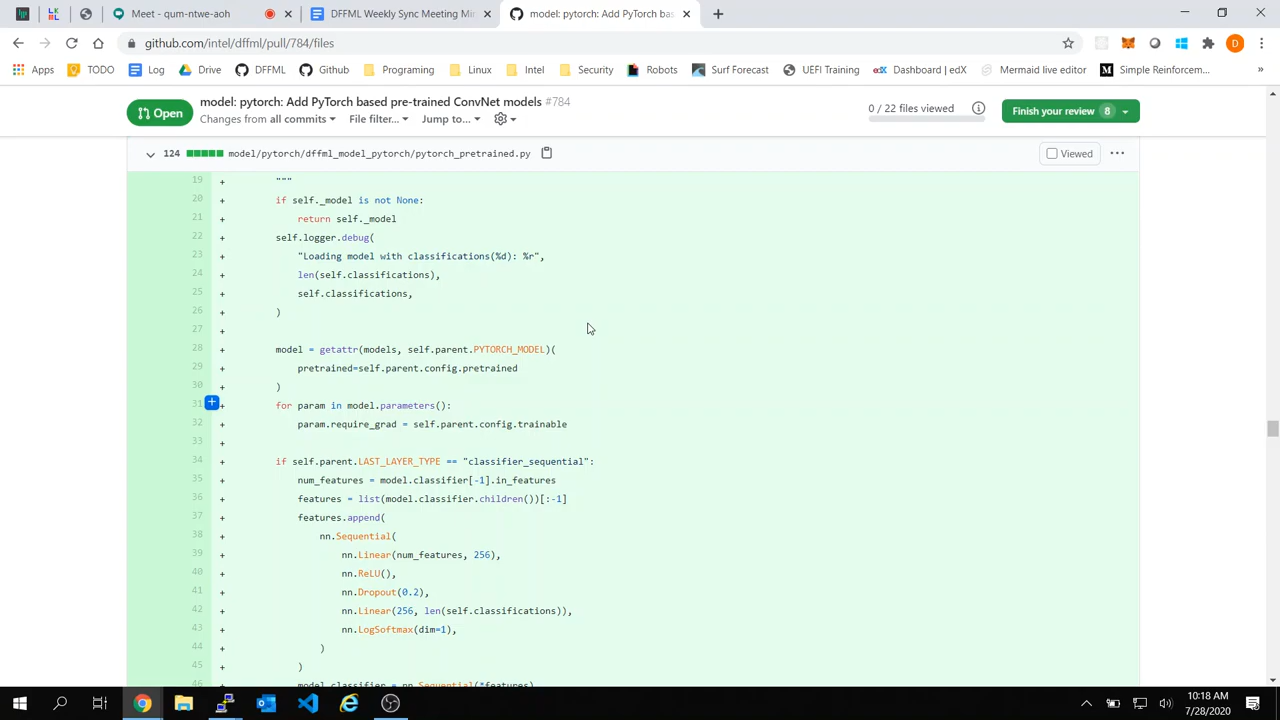 Meet - qum-ntwe-aoh
DFFML Weekly Sync Meeting Min
model: pytorch: Add PyTorch bas
github.com/intel/dffml/pull/784/files
D
Apps
TODO
Log
Drive
DFFML
Github
Programing
Linux
Intel
Security
Robots
Surf Forecast
UEFI Training
Dashboard | edX
Mermaid live editor
Simple Reinforcem...
»
Open
model: pytorch: Add PyTorch based pre-trained ConvNet models #784
Changes from all commits File filter... Jump to...
0 / 22 files viewed
Finish your review 8
124 model/pytorch/dffml_model_pytorch/pytorch_pretrained.py
Viewed
19 + """
20 + if self._model is not None:
21 + return self._model
22 + self.logger.debug(
23 + "Loading model with classifications(%d): %r",
24 + len(self.classifications),
25 + self.classifications,
26 + )
27 +
28 + model = getattr(models, self.parent.PYTORCH_MODEL)(
29 + pretrained=self.parent.config.pretrained
30 + )
31 + for param in model.parameters():
32 + param.require_grad = self.parent.config.trainable
33 +
34 + if self.parent.LAST_LAYER_TYPE == "classifier_sequential":
35 + num_features = model.classifier[-1].in_features
36 + features = list(model.classifier.children())[:-1]
37 + features.append(
38 + nn.Sequential(
39 + nn.Linear(num_features, 256),
40 + nn.ReLU(),
41 + nn.Dropout(0.2),
42 + nn.Linear(256, len(self.classifications)),
43 + nn.LogSoftmax(dim=1),
44 + )
45 + )
46 + model.classifier = nn.Sequential(*features)
10:18 AM
7/28/2020